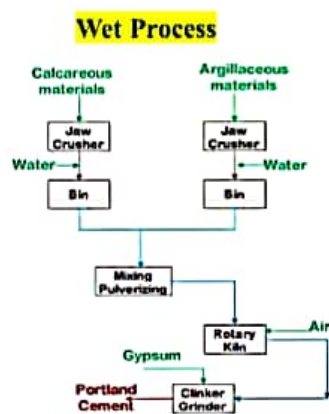 Wet Process
Calcareous
materials
Argillaceous
materials
Jaw
Crusher
Jaw
Crusher
Water
Water
Bin
Bin
Mixing
Pulverizing
Rotary
Kiln
Air
Gypsum
Portland
Cement
Clinker
Grinder